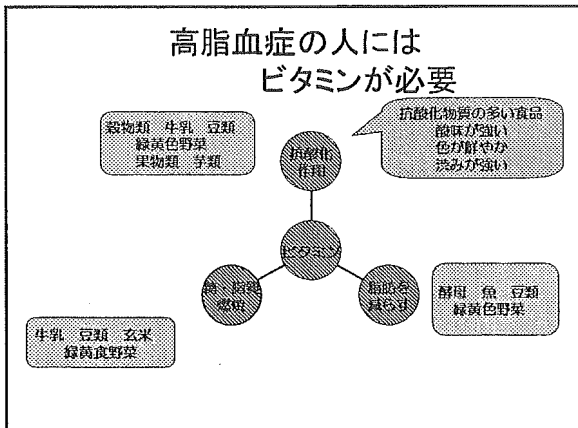 高脂血症の人には
ビタミンが必要
穀物類 牛乳 豆類
緑黄色野菜
果物類 芋類
抗酸化物質の多い食品
酸味が強い
色が鮮やか
渋みが強い
抗酸化
作用
ビタミン
糖・脂質
燃焼
脂肪を
減らす
酵母 魚 豆類
緑黄色野菜
牛乳 豆類 玄米
緑黄食野菜